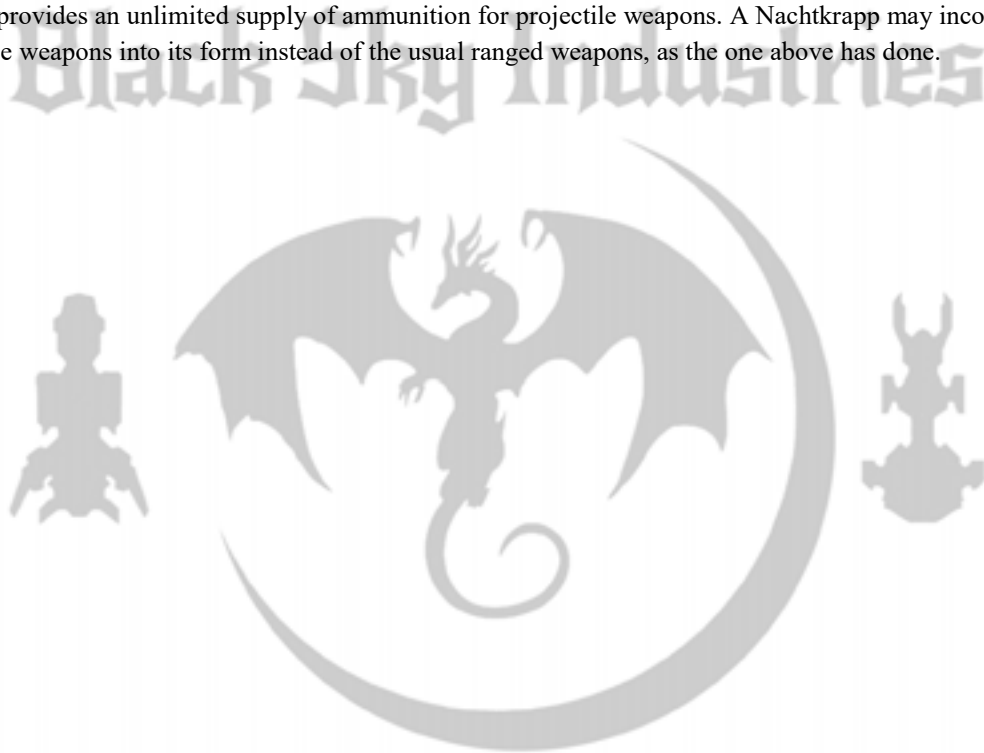 provides an unlimited supply of ammunition for projectile weapons. A Nachtkrapp may
weapons into its form instead of the usual ranged weapons, as the one above has done.
Black Sky Industries